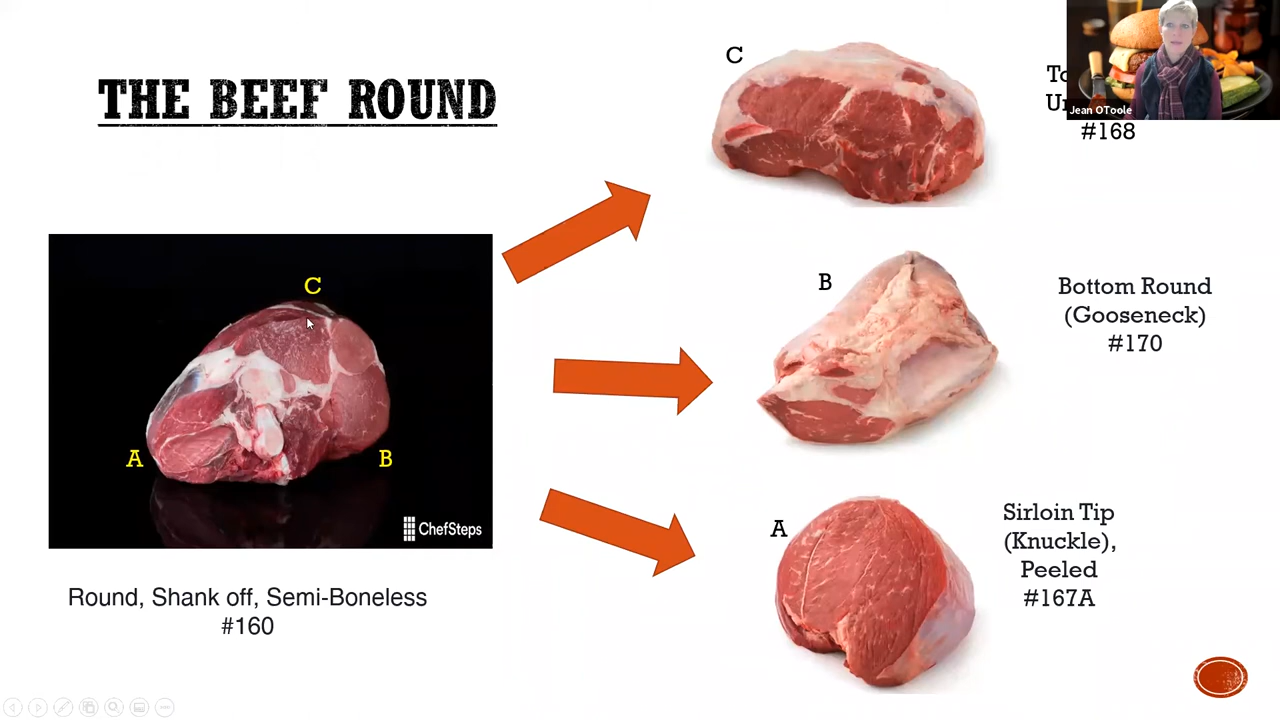 THE BEEF ROUND
C
A
B
ChefSteps
Round, Shank off, Semi-Boneless
#160
C
#168
B
Bottom Round
(Gooseneck)
#170
A
Sirloin Tip
(Knuckle),
Peeled
#167A
Jean OToole